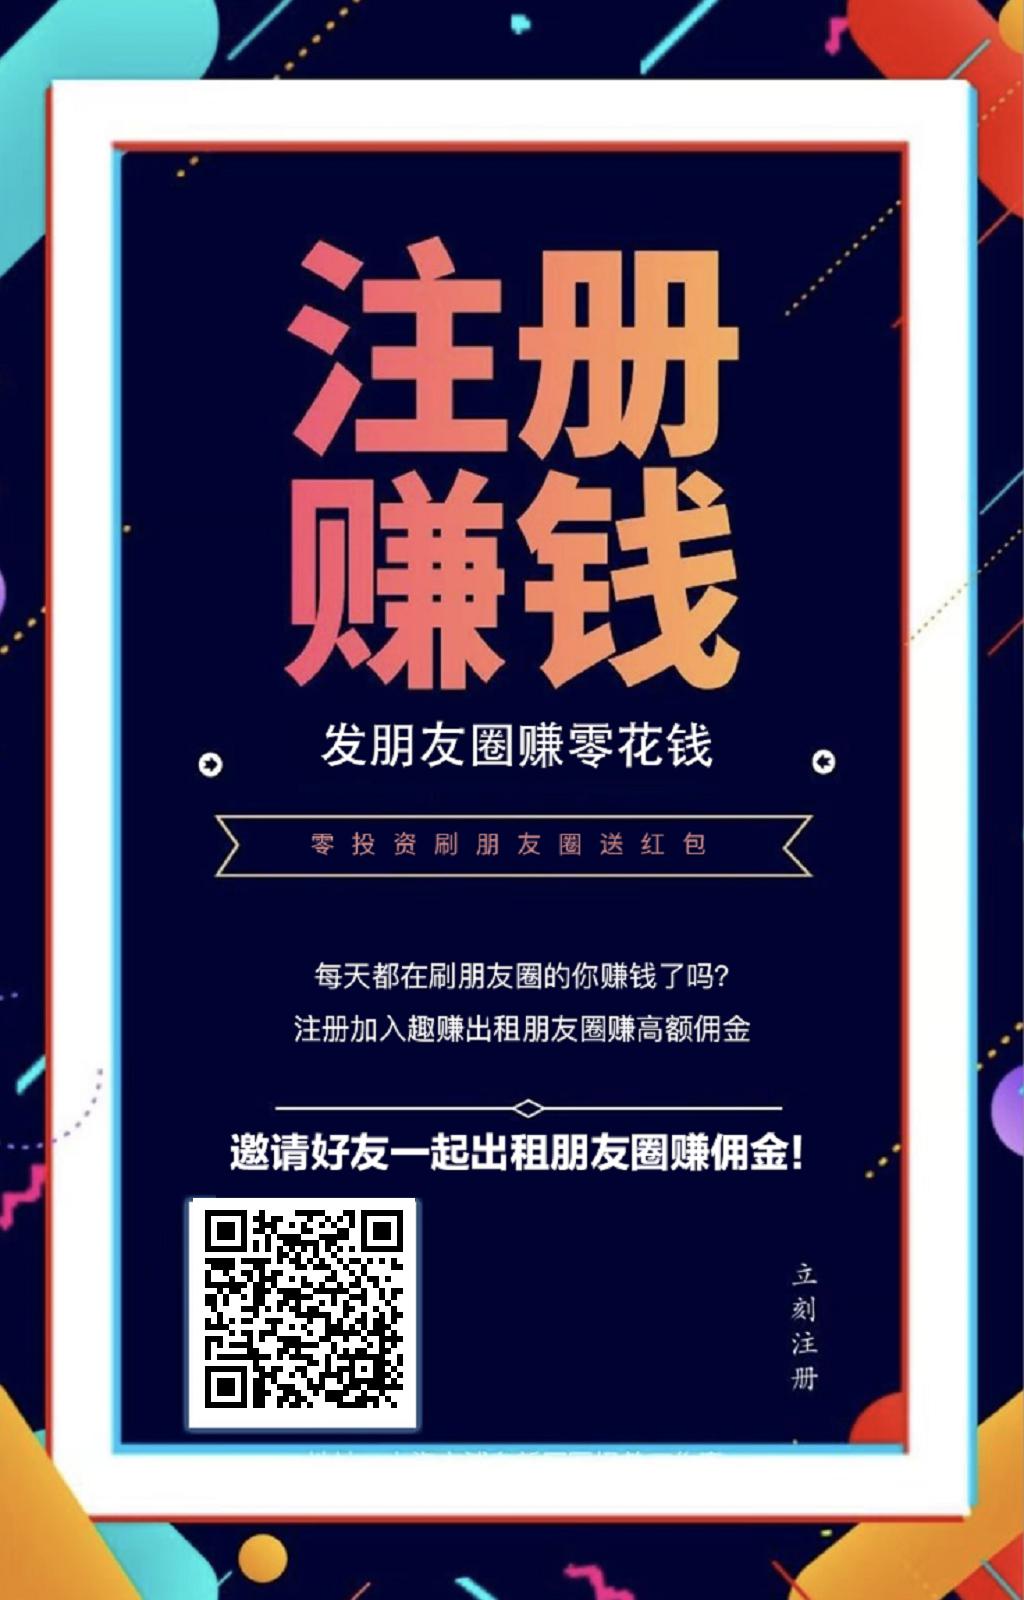 注册
赚钱
发朋友圈赚零花钱
零投资刷朋友圈送红包
每天都在刷朋友圈的你赚钱了吗?
注册加入趣赚出租朋友圈赚高额佣金
邀请好友一起出租朋友圈赚佣金!
立刻注册